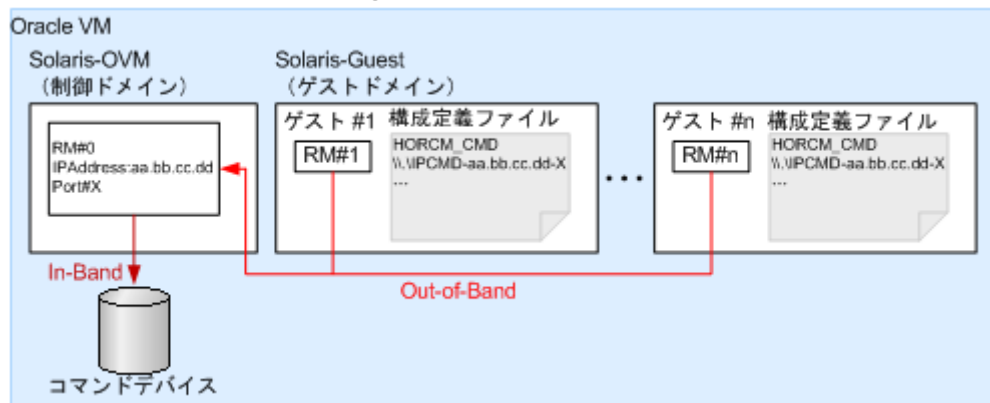 Oracle VM
Solaris-OVM
（制御ドメイン）
RM#0
IPAddress:aa.bb.cc.dd
Port#X
In-Band
コマンドデバイス
Solaris-Guest
（ゲストドメイン）
ゲスト #1 構成定義ファイル
RM#1
HORCM_CMD
\\.\IPCMD-aa.bb.cc.dd-X
...
...
ゲスト #n 構成定義ファイル
RM#n
HORCM_CMD
\\.\IPCMD-aa.bb.cc.dd-X
...
Out-of-Band